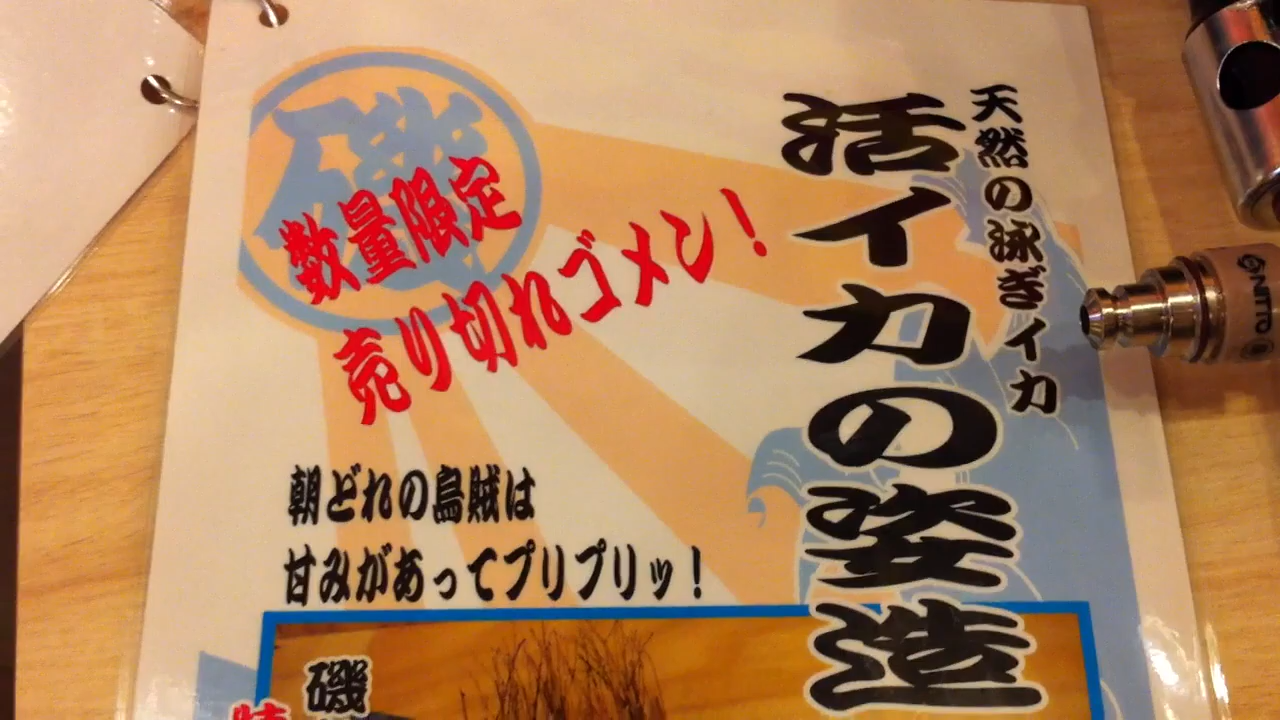 天然の泳ぎイカ
活イカの姿造
磯
数量限定
売り切れゴメン！
朝どれの烏賊は
甘みがあってプリプリッ！
磯
NITTO